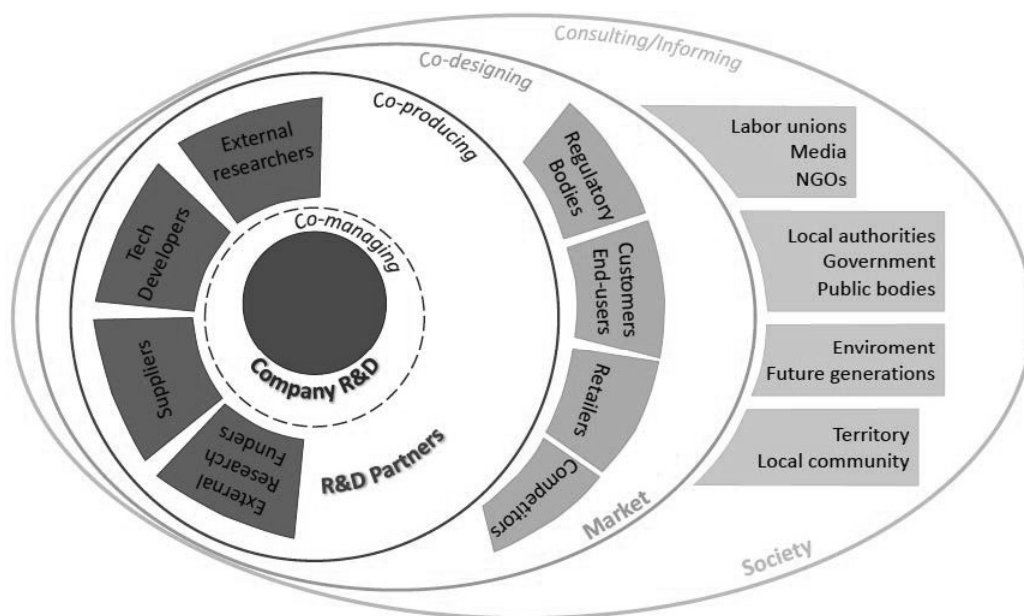 Consulting/Informing
Co-designing
Co-producing
External
researchers
Tech
Developers
Suppliers
External
Research
Funders
Co-managing
Company R&D
R&D Partners
Regulatory
Bodies
Customers
End-users
Retailers
Competitors
Market
Labor unions
Media
NGOs
Local authorities
Government
Public bodies
Enviroment
Future generations
Territory
Local community
Society